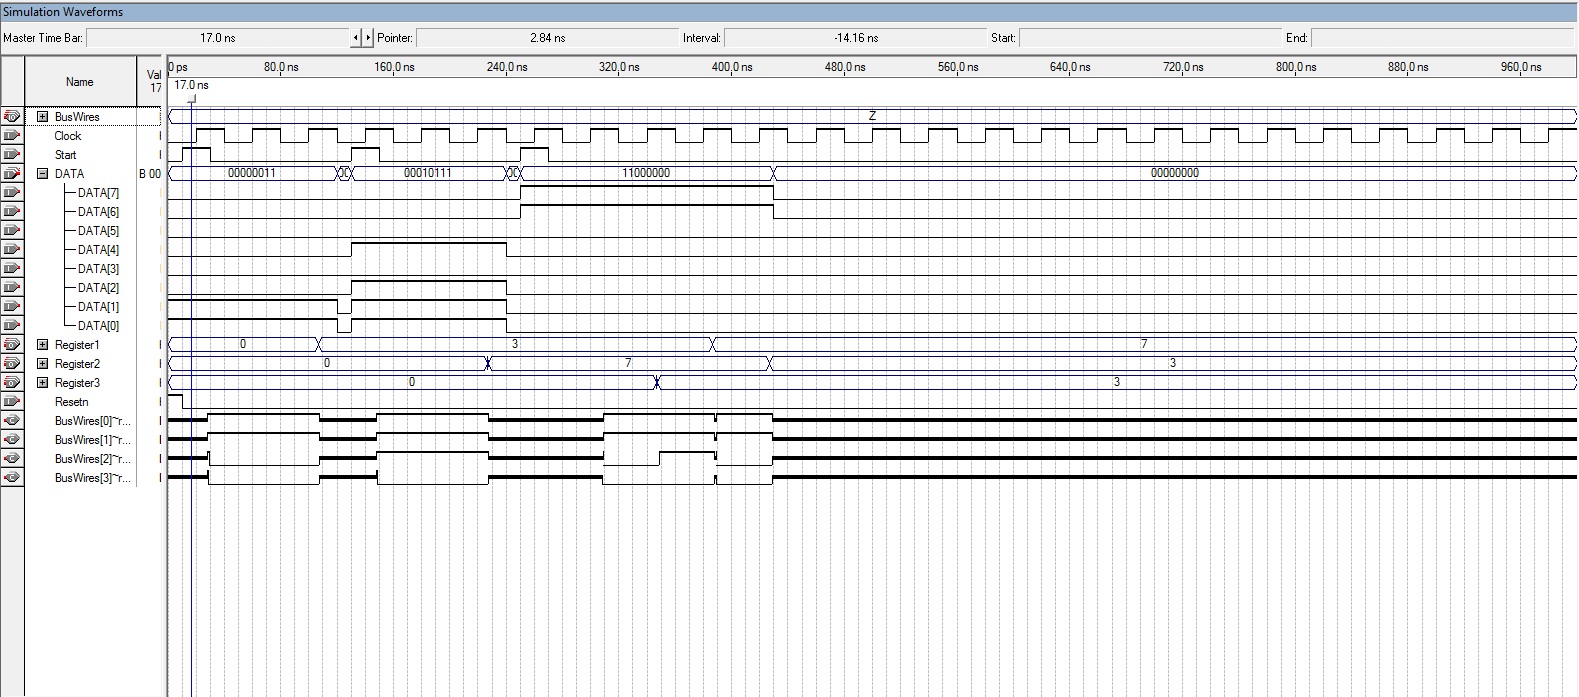 Simulation Waveforms
Master Time Bar: 17.0 ns Pointer: 2.84 ns Interval: -14.16 ns Start: End:
Name Val 17
0 ps 80.0 ns 160.0 ns 240.0 ns 320.0 ns 400.0 ns 480.0 ns 560.0 ns 640.0 ns 720.0 ns 800.0 ns 880.0 ns 960.0 ns
17.0 ns
BusWires Z
Clock
Start
DATA B 00 00000011 00010111 11000000 00000000
DATA[7]
DATA[6]
DATA[5]
DATA[4]
DATA[3]
DATA[2]
DATA[1]
DATA[0]
Register1 0 3 7
Register2 0 7 3
Register3 0 3
Resetn
BusWires[0]~r...
BusWires[1]~r...
BusWires[2]~r...
BusWires[3]~r...